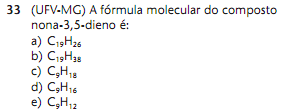 33 (UFV-MG) A fórmula molecular do composto
nona-3,5-dieno é:
a) C₁₉H₂₆
b) C₁₉H₃₈
c) C₉H₁₈
d) C₉H₁₆
e) C₉H₁₂